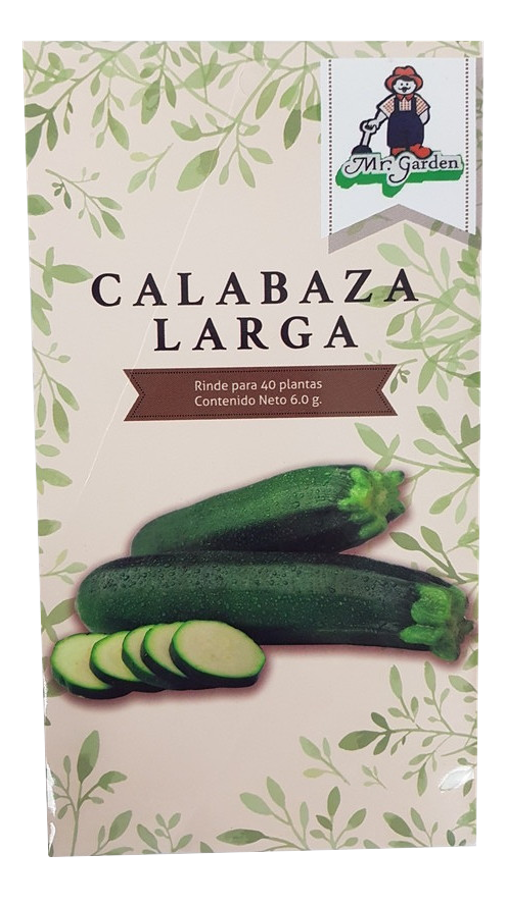 Mr. Garden
CALABAZA
LARGA
Rinde para 40 plantas
Contenido Neto 6.0 g.